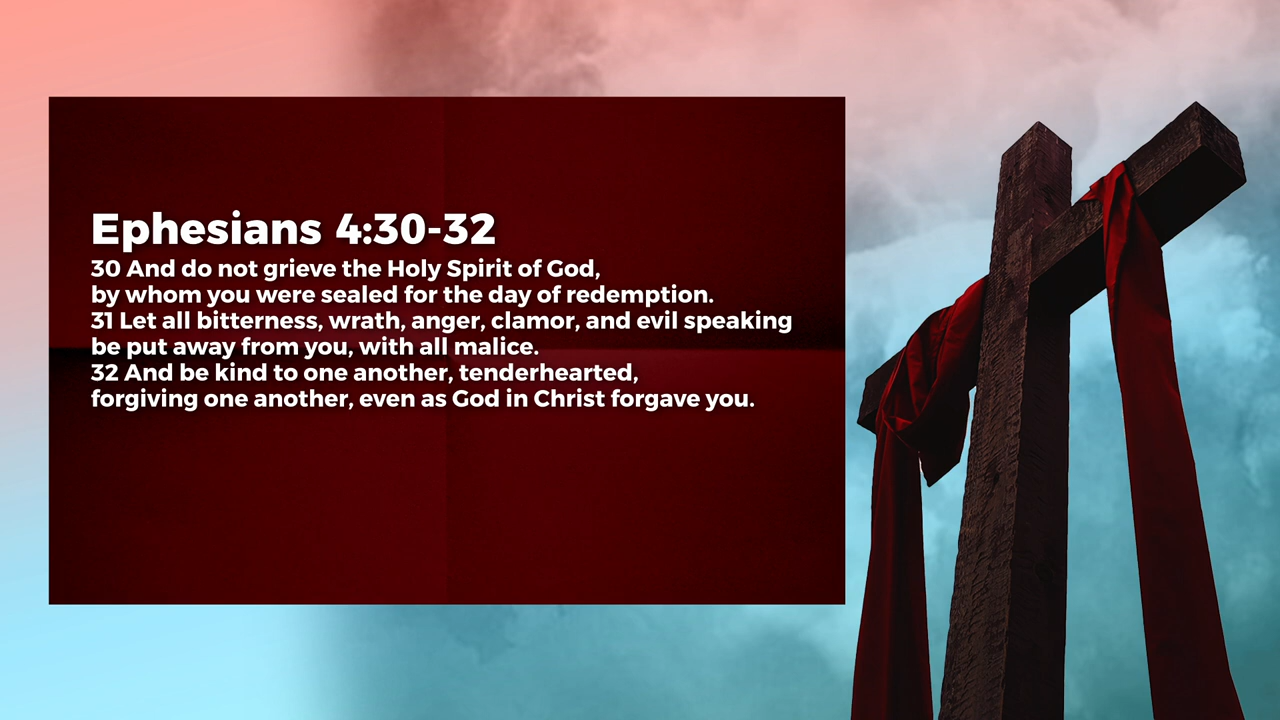 Ephesians 4:30-32
30 And do not grieve the Holy Spirit of God,
by whom you were sealed for the day of redemption.
31 Let all bitterness, wrath, anger, clamor, and evil speaking
be put away from you, with all malice.
32 And be kind to one another, tenderhearted,
forgiving one another, even as God in Christ forgave you.